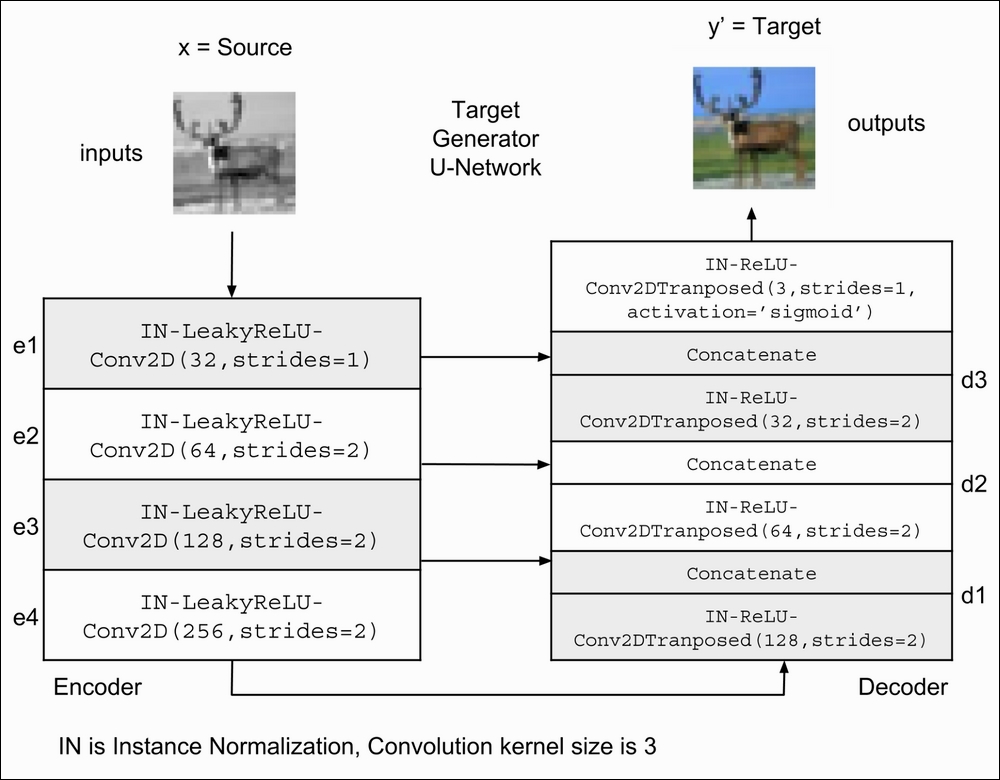 x = Source
y’ = Target
inputs
Target
Generator
U-Network
outputs
e1
IN-LeakyReLU-
Conv2D(32,strides=1)
e2
IN-LeakyReLU-
Conv2D(64,strides=2)
e3
IN-LeakyReLU-
Conv2D(128,strides=2)
e4
IN-LeakyReLU-
Conv2D(256,strides=2)
Encoder
IN-ReLU-
Conv2DTranposed(3,strides=1,
activation=’sigmoid’)
Concatenate
d3
IN-ReLU-
Conv2DTranposed(32,strides=2)
Concatenate
d2
IN-ReLU-
Conv2DTranposed(64,strides=2)
Concatenate
d1
IN-ReLU-
Conv2DTranposed(128,strides=2)
Decoder
IN is Instance Normalization, Convolution kernel size is 3